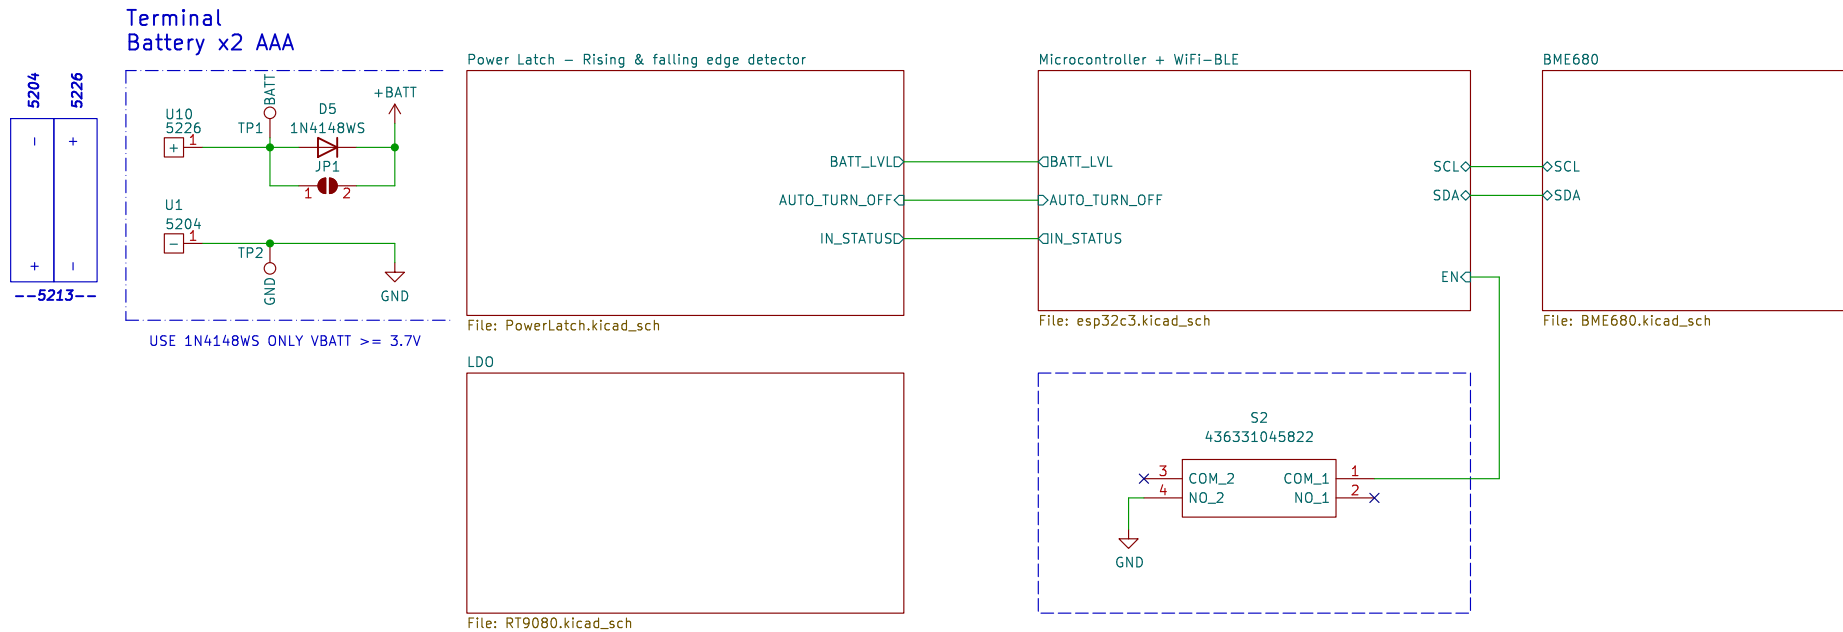 Terminal
Battery x2 AAA
5204
5226
-
+
+
-
--5213--
U10
5226
+
1
TP1
BATT
D5
1N4148WS
+BATT
JP1
1
2
U1
5204
-
1
TP2
GND
GND
USE 1N4148WS ONLY VBATT >= 3.7V
Power Latch - Rising & falling edge detector
BATT_LVL
AUTO_TURN_OFF
IN_STATUS
File: PowerLatch.kicad_sch
LDO
File: RT9080.kicad_sch
Microcontroller + WiFi-BLE
BATT_LVL
AUTO_TURN_OFF
IN_STATUS
SCL
SDA
EN
File: esp32c3.kicad_sch
BME680
SCL
SDA
File: BME680.kicad_sch
S2
436331045822
3
COM_2
COM_1
1
4
NO_2
NO_1
2
GND